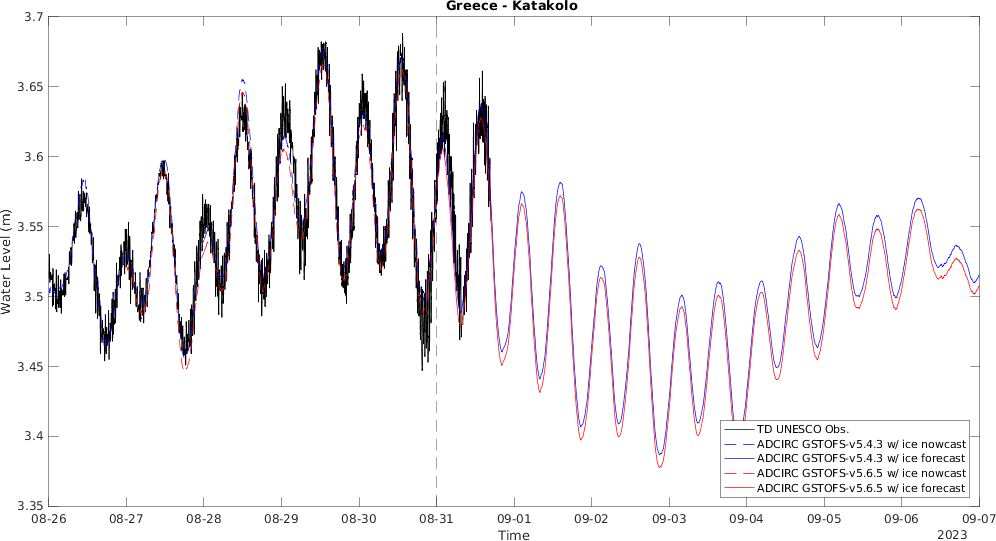 Greece - Katakolo
3.7
3.65
3.6
3.55
3.5
3.45
3.4
3.35
Water Level (m)
TD UNESCO Obs.
ADCIRC GSTOFS-v5.4.3 w/ ice nowcast
ADCIRC GSTOFS-v5.4.3 w/ ice forecast
ADCIRC GSTOFS-v5.6.5 w/ ice nowcast
ADCIRC GSTOFS-v5.6.5 w/ ice forecast
08-26 08-27 08-28 08-29 08-30 08-31 09-01 09-02 09-03 09-04 09-05 09-06 09-07
Time
2023